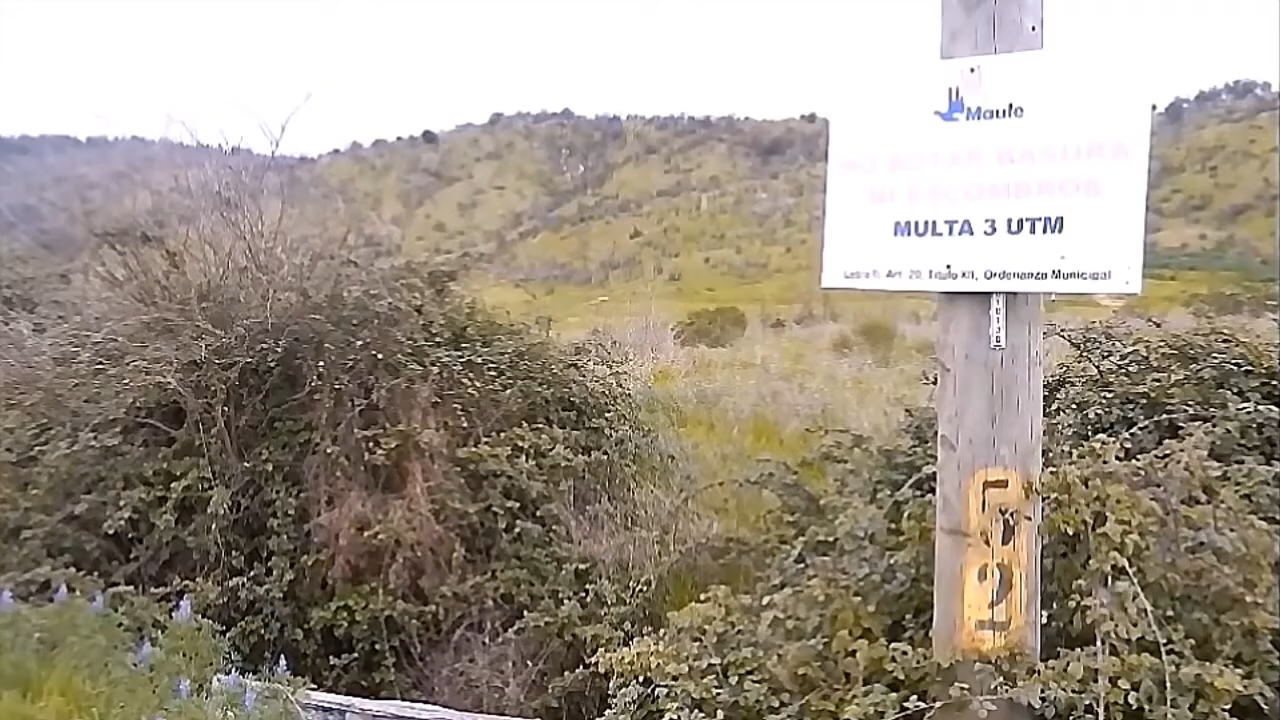 Maule
NO BOTAR BASURA
NI ESCOMBROS
MULTA 3 UTM
Art. 20, Título XII, Ordenanza Municipal